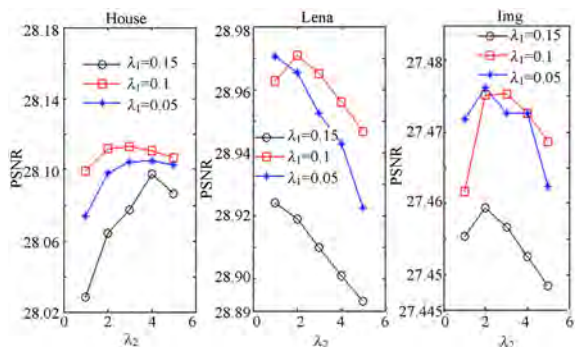 House
Lena
Img
28.18
28.14
28.10
28.06
28.02
PSNR
0
2
4
6
λ₂
λ₁=0.15
λ₁=0.1
λ₁=0.05
28.98
28.96
28.94
28.92
28.90
28.89
PSNR
0
2
4
6
λ₂
λ₁=0.15
λ₁=0.1
λ₁=0.05
27.48
27.47
27.46
27.45
27.445
PSNR
0
2
4
6
λ₂
λ₁=0.15
λ₁=0.1
λ₁=0.05